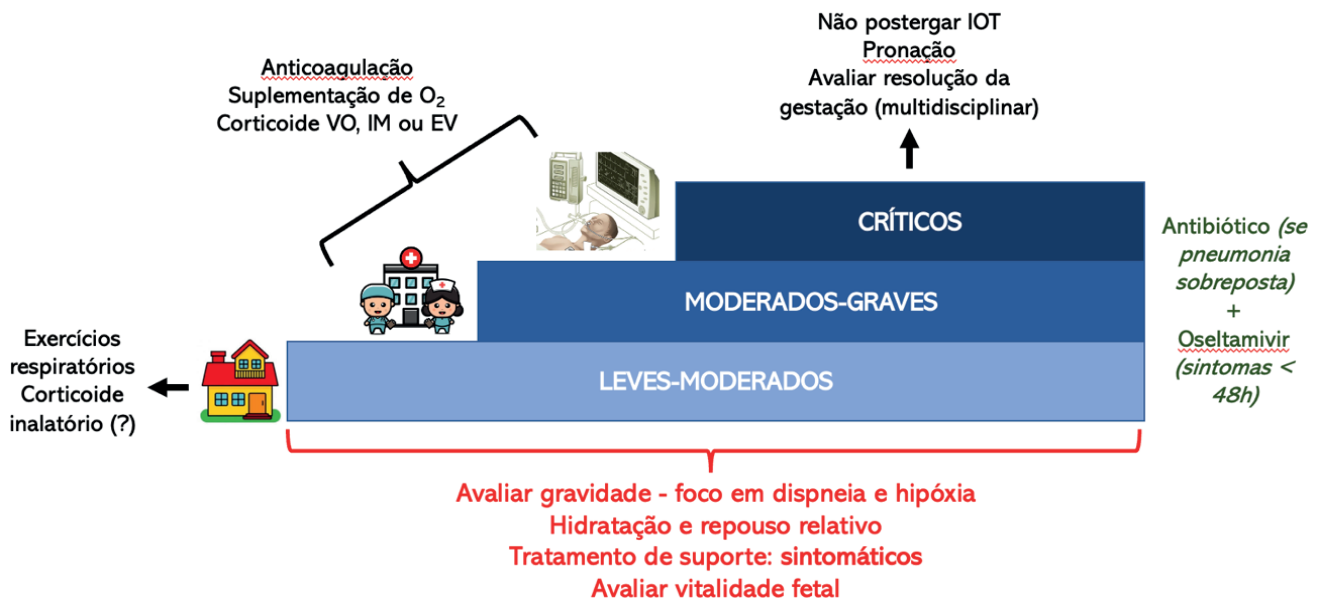 Não postergar IOT
Pronação
Avaliar resolução da
gestação (multidisciplinar)
Anticoagulação
Suplementação de O₂
Corticoide VO, IM ou EV
CRÍTICOS
MODERADOS-GRAVES
LEVES-MODERADOS
Antibiótico (se
pneumonia
sobreposta)
+
Oseltamivir
(sintomas <
48h)
Exercícios
respiratórios
Corticoide
inalatório (?)
Avaliar gravidade - foco em dispneia e hipóxia
Hidratação e repouso relativo
Tratamento de suporte: sintomáticos
Avaliar vitalidade fetal